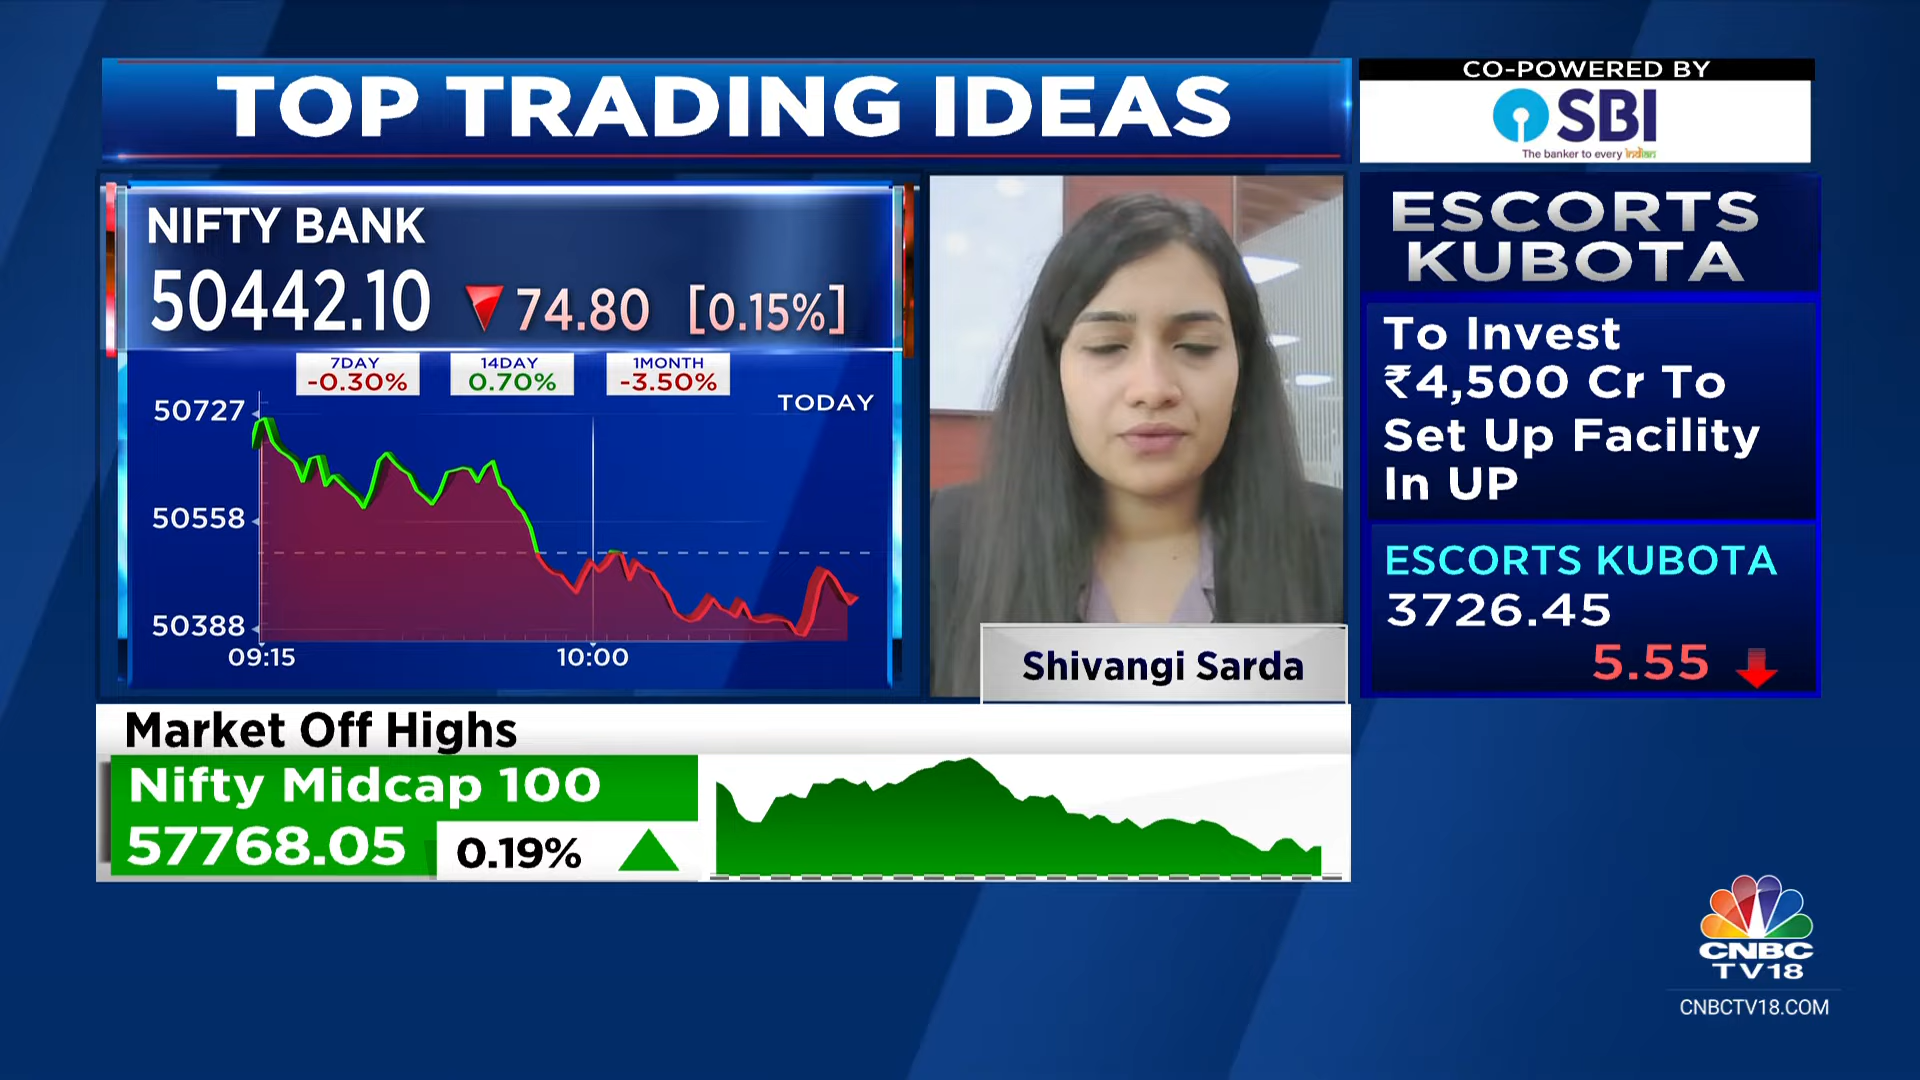 TOP TRADING IDEAS
CO-POWERED BY
SBI
The banker to every indian
NIFTY BANK
50442.10 ▼ 74.80 [0.15%]
7DAY
-0.30%
14DAY
0.70%
1MONTH
-3.50%
TODAY
50727
50558
50388
09:15
10:00
Shivangi Sarda
ESCORTS
KUBOTA
To Invest
₹4,500 Cr To
Set Up Facility
In UP
ESCORTS KUBOTA
3726.45
5.55
Market Off Highs
Nifty Midcap 100
57768.05 0.19%
CNBC
TV18
CNBCTV18.COM